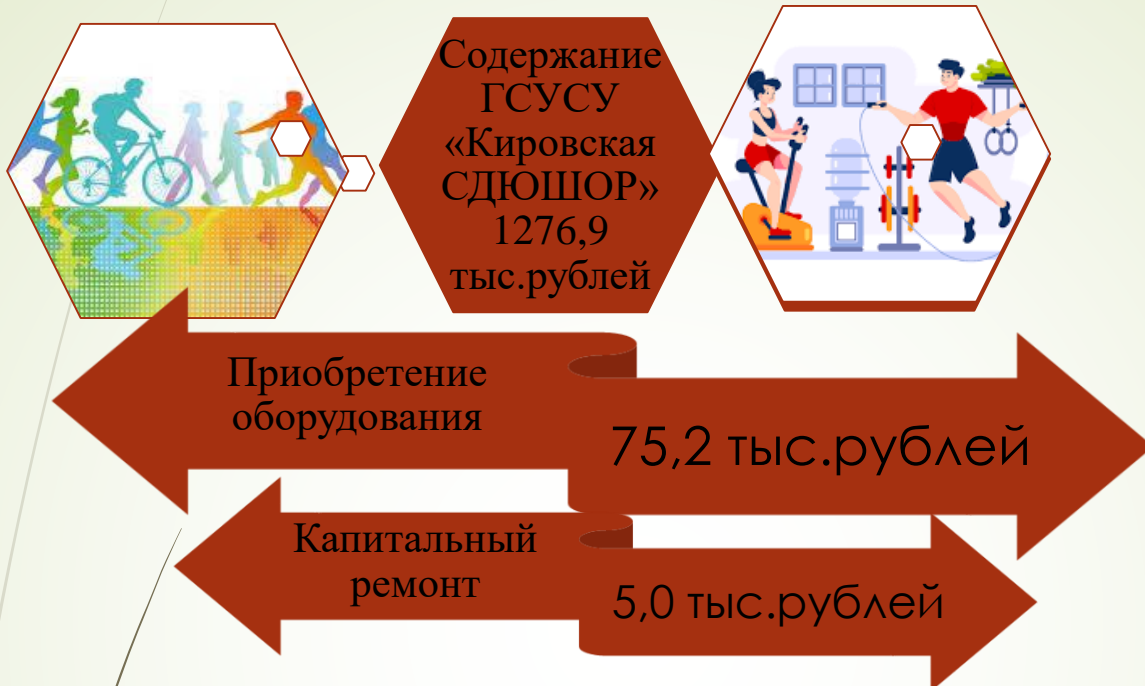 Содержание
ГСУСУ
«Кировская
СДЮШОР»
1276,9
тыс.рублей
Приобретение
оборудования
75,2 тыс.рублей
Капитальный
ремонт
5,0 тыс.рублей